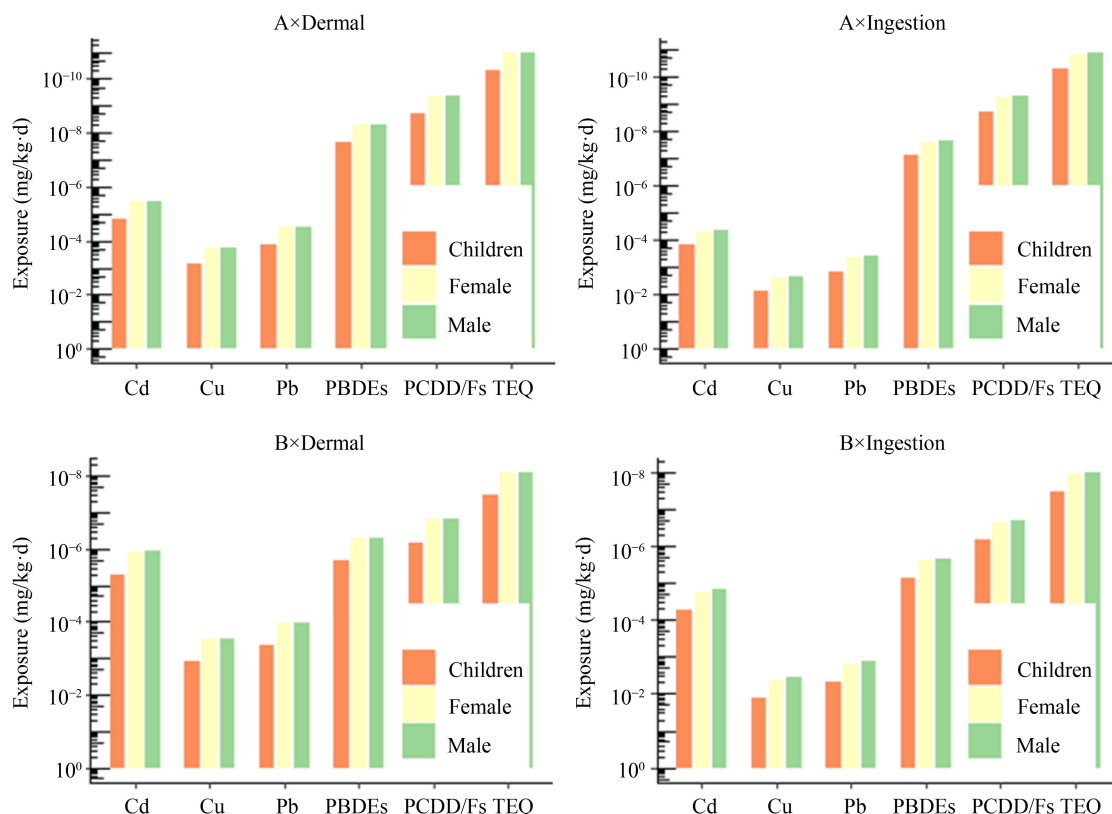 A×Dermal
Exposure (mg/kg·d)
10⁻¹⁰
10⁻⁸
10⁻⁶
10⁻⁴
10⁻²
10⁰
Children
Female
Male
Cd Cu Pb PBDEs PCDD/Fs TEQ
A×Ingestion
Exposure (mg/kg·d)
10⁻¹⁰
10⁻⁸
10⁻⁶
10⁻⁴
10⁻²
10⁰
Children
Female
Male
Cd Cu Pb PBDEs PCDD/Fs TEQ
B×Dermal
Exposure (mg/kg·d)
10⁻⁸
10⁻⁶
10⁻⁴
10⁻²
10⁰
Children
Female
Male
Cd Cu Pb PBDEs PCDD/Fs TEQ
B×Ingestion
Exposure (mg/kg·d)
10⁻⁸
10⁻⁶
10⁻⁴
10⁻²
10⁰
Children
Female
Male
Cd Cu Pb PBDEs PCDD/Fs TEQ